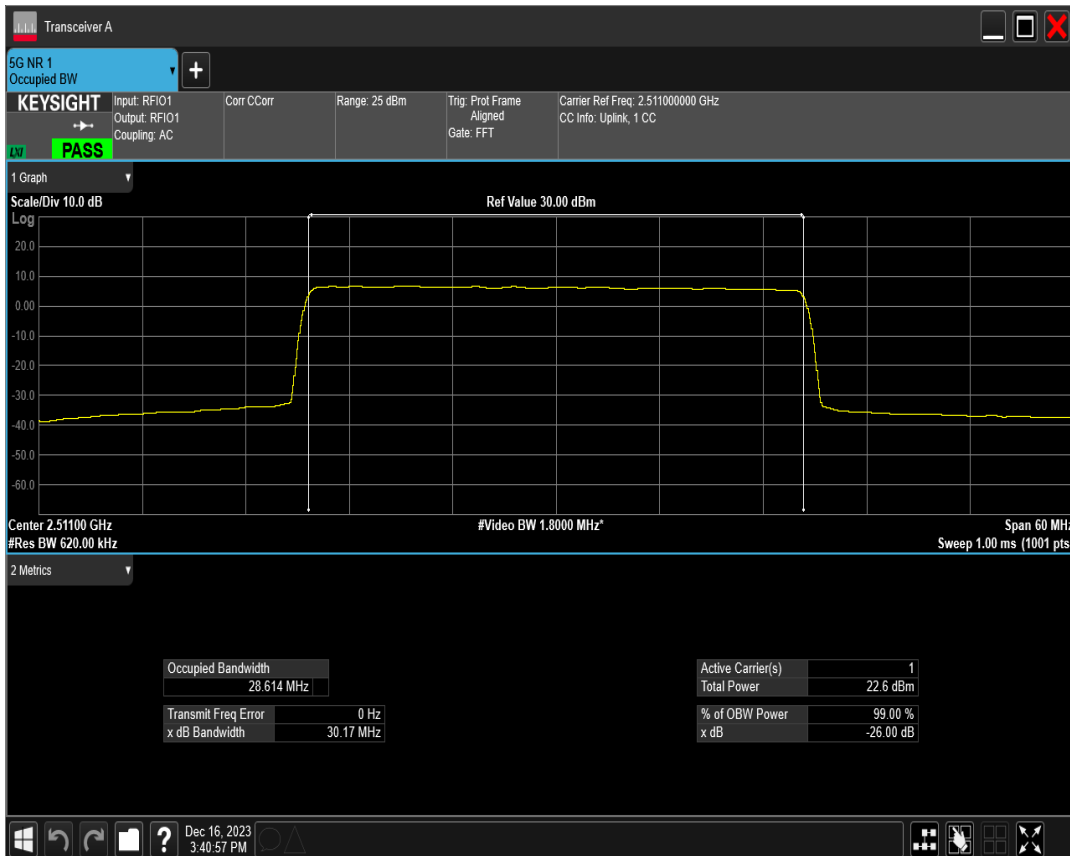 Transceiver A
5G NR 1
Occupied BW
KEYSIGHT
LXI
PASS
Input: RFIO1
Output: RFIO1
Coupling: AC
Corr CCorr
Range: 25 dBm
Trig: Prot Frame
Aligned
Gate: FFT
Carrier Ref Freq: 2.511000000 GHz
CC Info: Uplink, 1 CC
1 Graph
Scale/Div 10.0 dB
Ref Value 30.00 dBm
Log
20.0
10.0
0.00
-10.0
-20.0
-30.0
-40.0
-50.0
-60.0
Center 2.51100 GHz
#Video BW 1.8000 MHz*
Span 60 MHz
#Res BW 620.00 kHz
Sweep 1.00 ms (1001 pts
2 Metrics
Occupied Bandwidth
28.614 MHz
Transmit Freq Error 0 Hz
x dB Bandwidth 30.17 MHz
Active Carrier(s) 1
Total Power 22.6 dBm
% of OBW Power 99.00 %
x dB -26.00 dB
Dec 16, 2023
3:40:57 PM